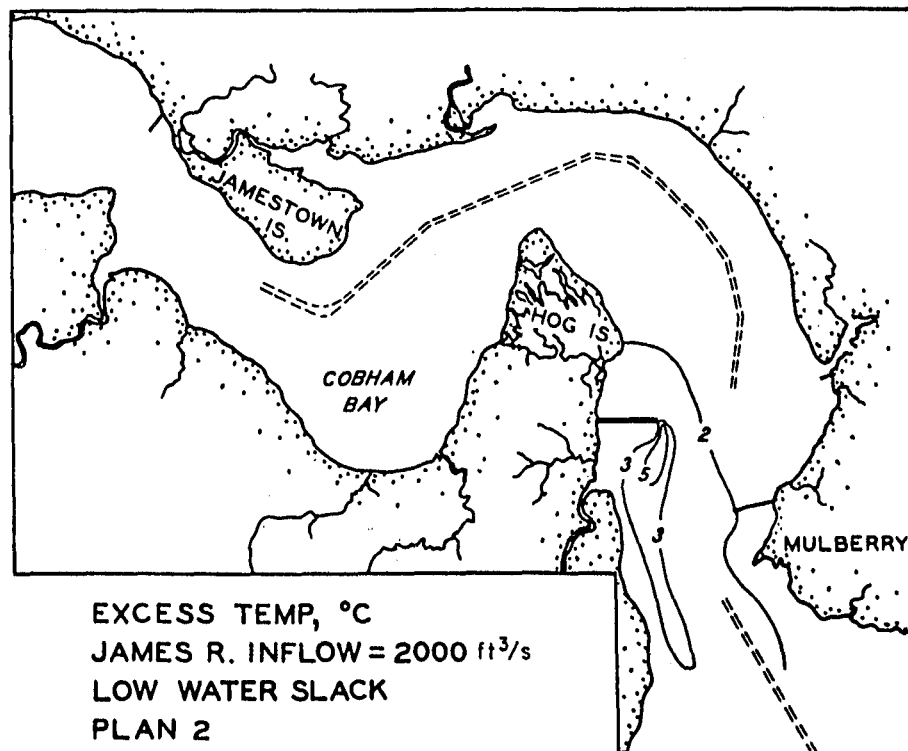 JAMESTOWN
IS.
HOG IS.
COBHAM
BAY
2
3
5
3
MULBERRY
EXCESS TEMP, °C
JAMES R. INFLOW = 2000 ft³/s
LOW WATER SLACK
PLAN 2